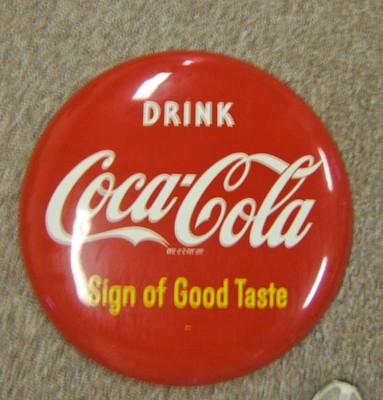 DRINK
Coca-Cola
Sign of Good Taste